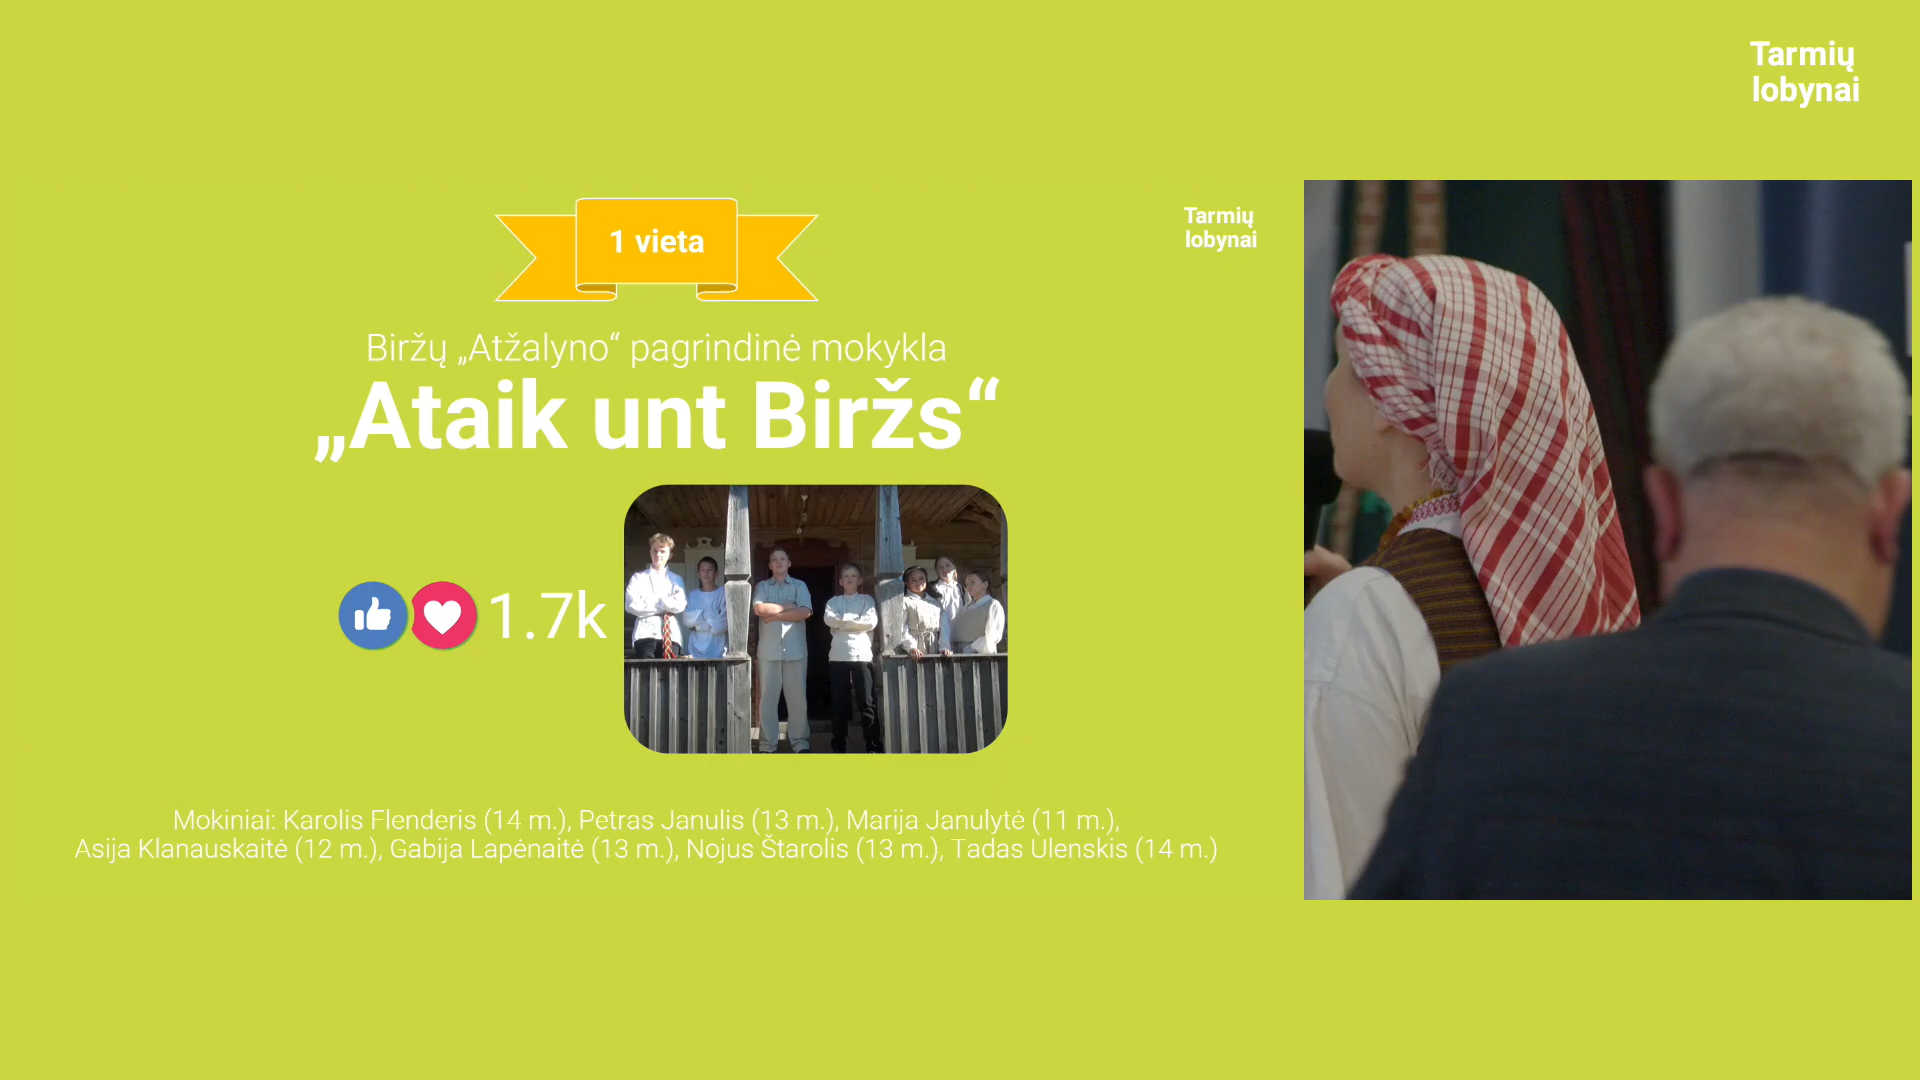 Tarmių
lobynai
Tarmių
lobynai
1 vieta
Biržų „Atžalyno“ pagrindinė mokykla
„Ataik unt Biržs“
1.7k
Mokiniai: Karolis Flenderis (14 m.), Petras Janulis (13 m.), Marija Janulytė (11 m.),
Asija Klanauskaitė (12 m.), Gabija Lapėnaitė (13 m.), Nojus Štarolis (13 m.), Tadas Ulenskis (14 m.)